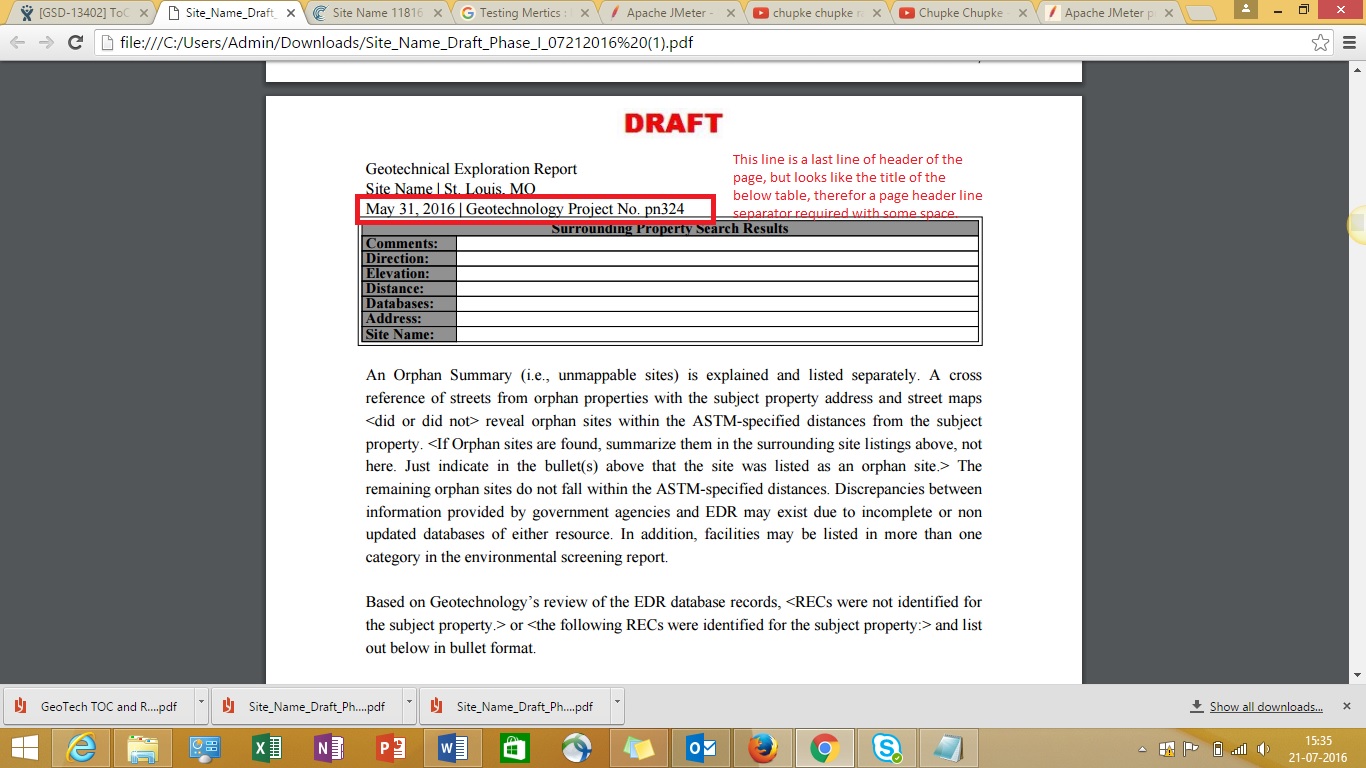 [GSD-13402] ToC
Site_Name_Draft_
Site Name 11816
Testing Mertics :
Apache JMeter -
chupke chupke ra
Chupke Chupke -
Apache JMeter p
file:///C:/Users/Admin/Downloads/Site_Name_Draft_Phase_I_07212016%20(1).pdf
DRAFT
Geotechnical Exploration Report
Site Name | St. Louis, MO
May 31, 2016 | Geotechnology Project No. pn324
This line is a last line of header of the
page, but looks like the title of the
below table, therefor a page header line
separator required with some space.
Surrounding Property Search Results
Comments:
Direction:
Elevation:
Distance:
Databases:
Address:
Site Name:
An Orphan Summary (i.e., unmappable sites) is explained and listed separately. A cross
reference of streets from orphan properties with the subject property address and street maps
<did or did not> reveal orphan sites within the ASTM-specified distances from the subject
property. <If Orphan sites are found, summarize them in the surrounding site listings above, not
here. Just indicate in the bullet(s) above that the site was listed as an orphan site.> The
remaining orphan sites do not fall within the ASTM-specified distances. Discrepancies between
information provided by government agencies and EDR may exist due to incomplete or non
updated databases of either resource. In addition, facilities may be listed in more than one
category in the environmental screening report.
Based on Geotechnology’s review of the EDR database records, <RECs were not identified for
the subject property.> or <the following RECs were identified for the subject property:> and list
out below in bullet format.
GeoTech TOC and R....pdf
Site_Name_Draft_Ph....pdf
Site_Name_Draft_Ph....pdf
Show all downloads...
15:35
21-07-2016